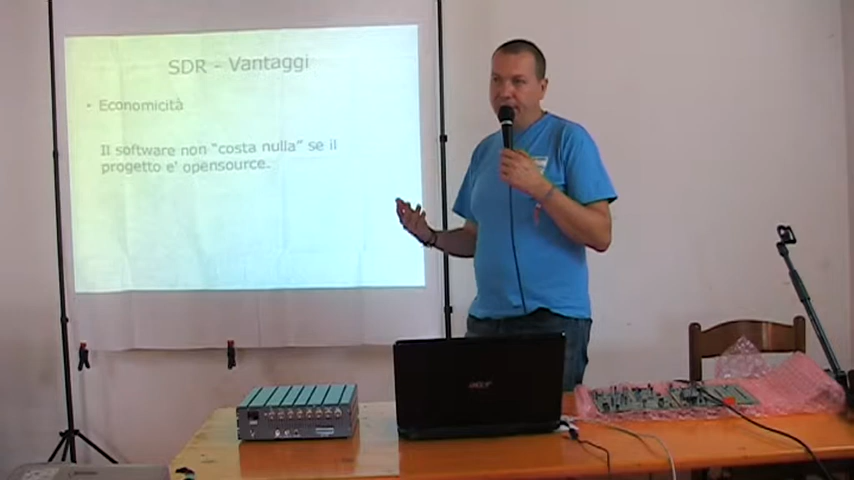 SDR - Vantaggi
• Economicità
Il software non "costa nulla" se il
progetto e' opensource.
acer